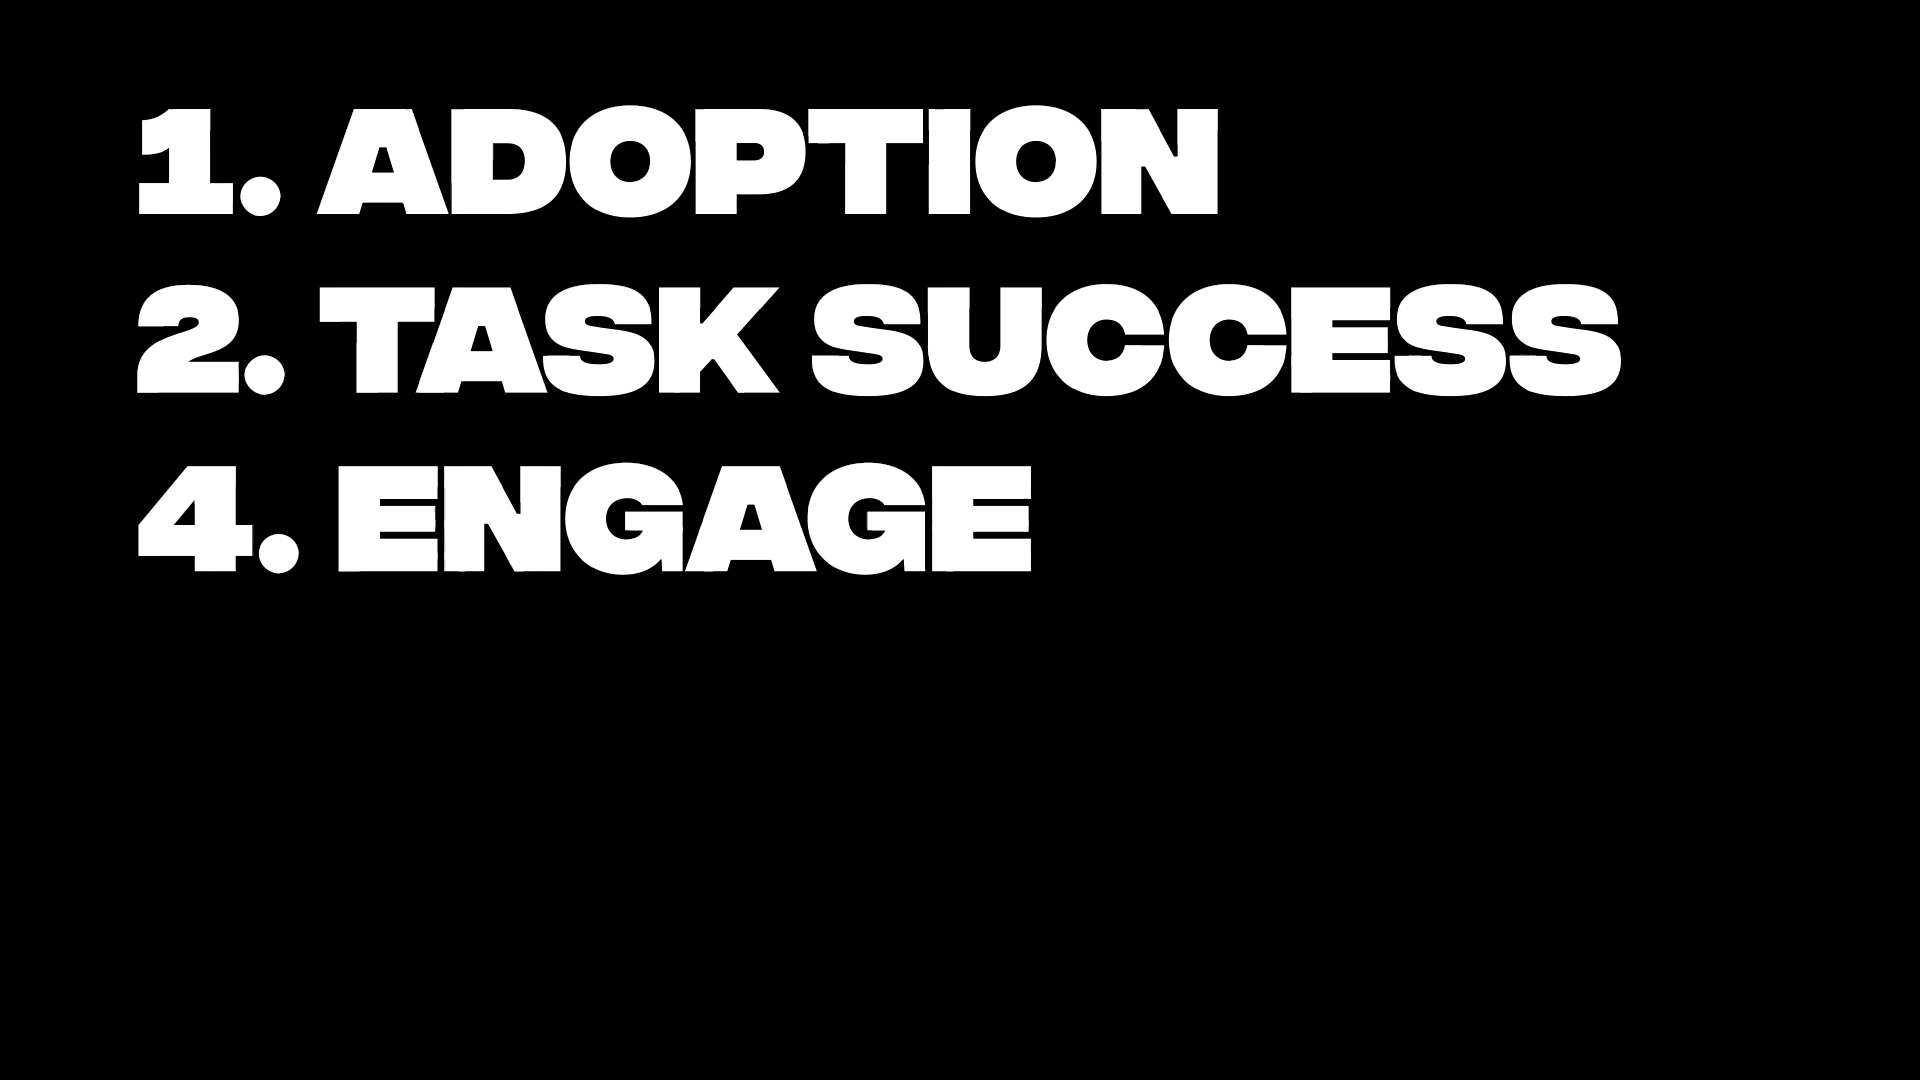 1. ADOPTION
2. TASK SUCCESS
4. ENGAGE